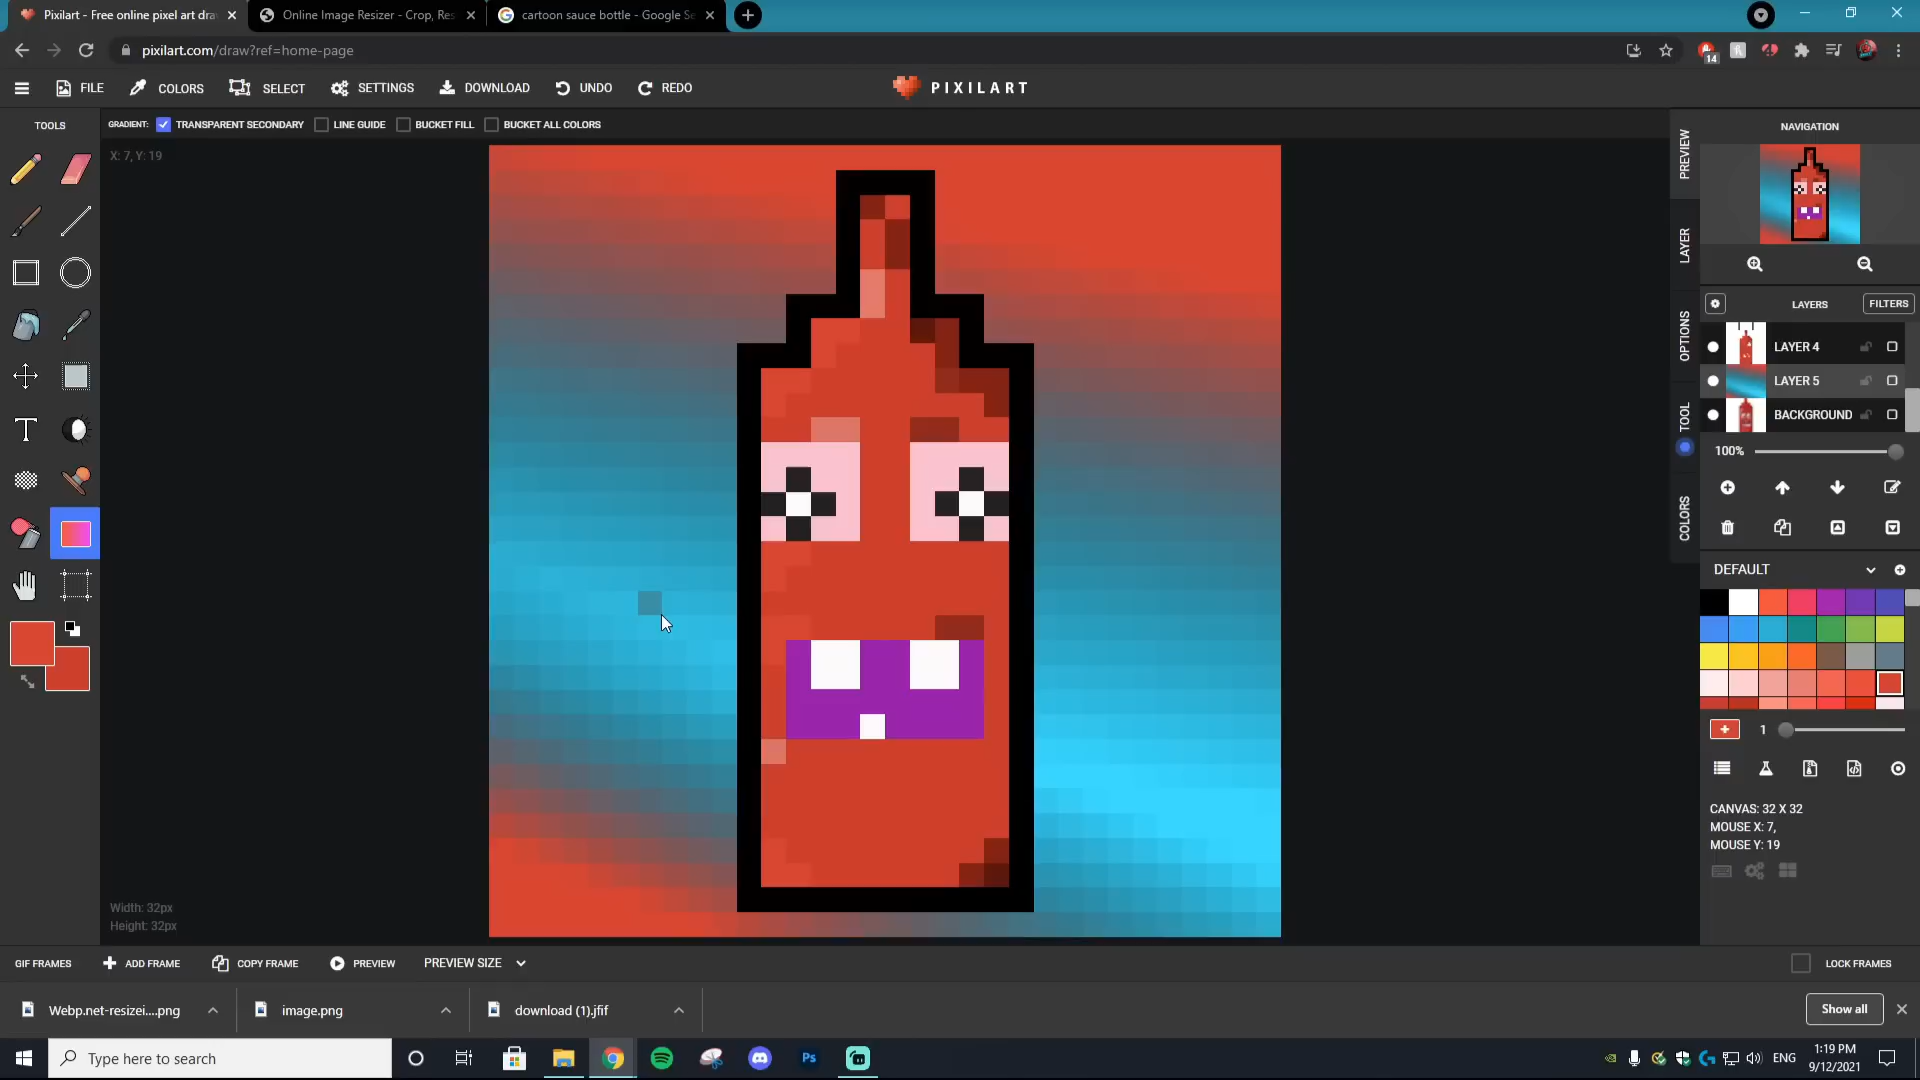 Pixilart - Free online pixel art dra
Online Image Resizer - Crop, Res
cartoon sauce bottle - Google Se
pixilart.com/draw?ref=home-page
14
FILE
COLORS
SELECT
SETTINGS
DOWNLOAD
UNDO
REDO
PIXILART
TOOLS
GRADIENT:
TRANSPARENT SECONDARY
LINE GUIDE
BUCKET FILL
BUCKET ALL COLORS
X: 7, Y: 19
PREVIEW
LAYER
OPTIONS
TOOL
COLORS
NAVIGATION
LAYERS
FILTERS
LAYER 4
LAYER 5
BACKGROUND
100%
DEFAULT
1
CANVAS: 32 X 32
MOUSE X: 7,
MOUSE Y: 19
T
Width: 32px
Height: 32px
GIF FRAMES
ADD FRAME
COPY FRAME
PREVIEW
PREVIEW SIZE
LOCK FRAMES
Webp.net-resizei....png
image.png
download (1).jfif
Show all
Type here to search
Ps
ENG
1:19 PM
9/12/2021